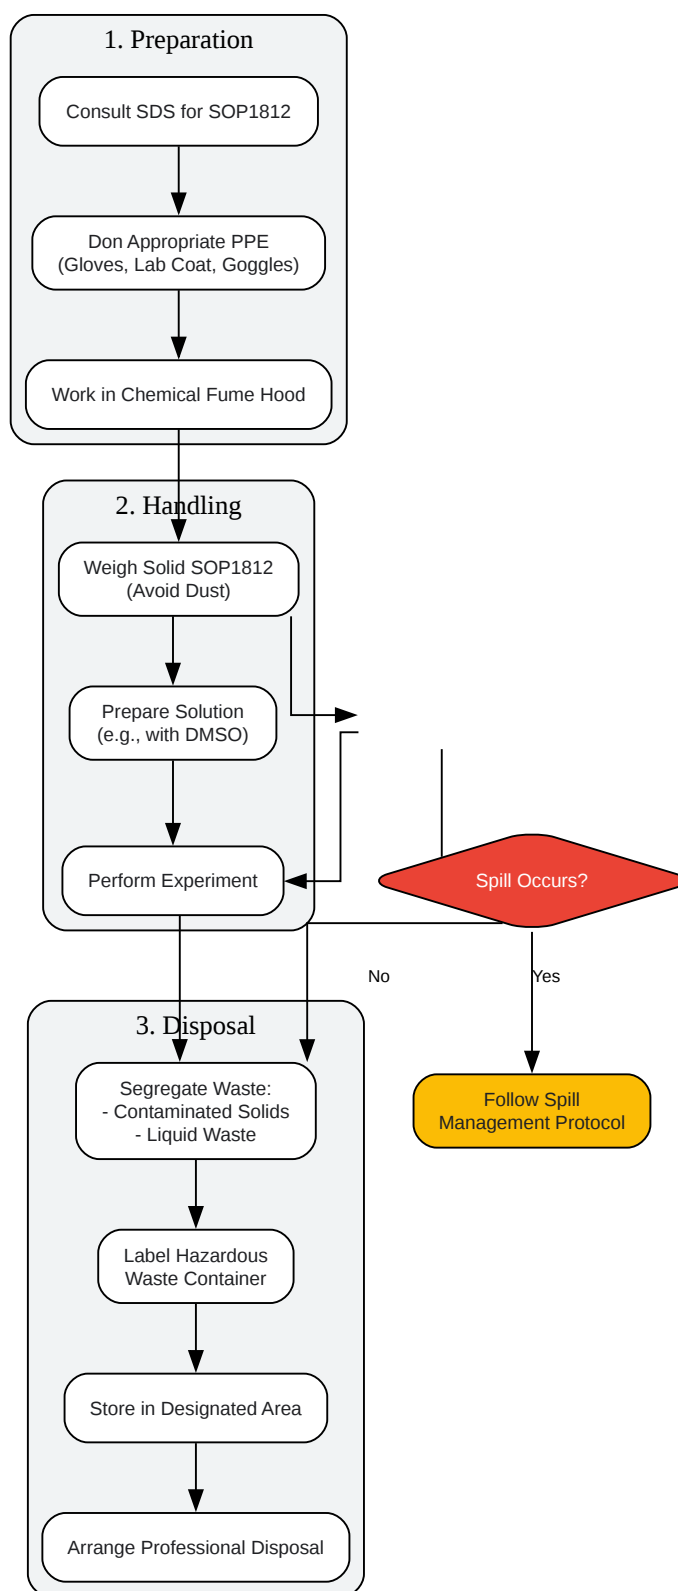 1. Preparation
Consult SDS for SOP1812
Don Appropriate PPE
(Gloves, Lab Coat, Goggles)
Work in Chemical Fume Hood
2. Handling
Weigh Solid SOP1812
(Avoid Dust)
Prepare Solution
(e.g., with DMSO)
Perform Experiment
Spill Occurs?
No
Yes
3. Disposal
Segregate Waste:
- Contaminated Solids
- Liquid Waste
Follow Spill
Management Protocol
Label Hazardous
Waste Container
Store in Designated Area
Arrange Professional Disposal